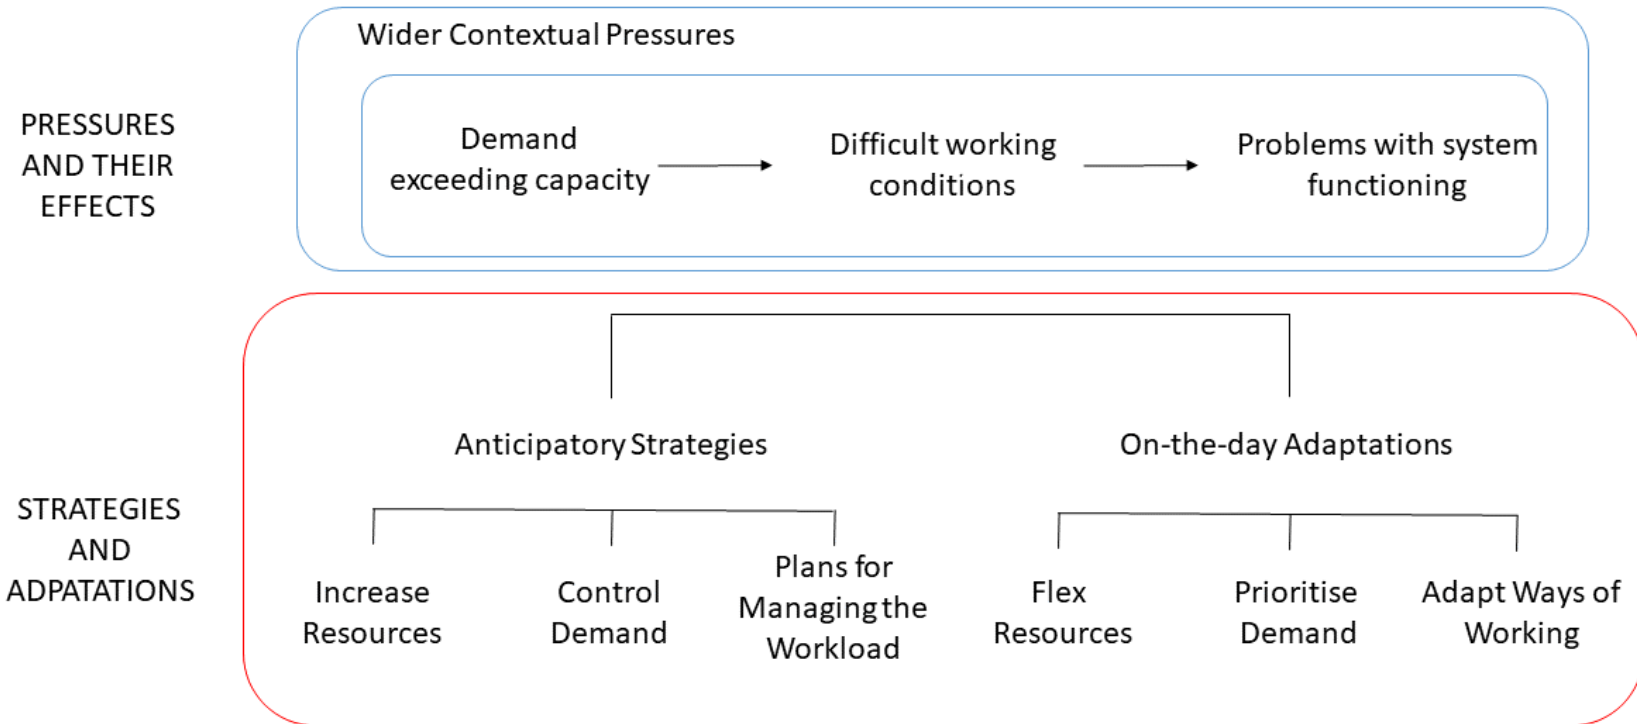 Wider Contextual Pressures
PRESSURES
AND THEIR
EFFECTS
Demand
exceeding capacity
Difficult working
conditions
Problems with system
functioning
STRATEGIES
AND
ADPATATIONS
Anticipatory Strategies
On-the-day Adaptations
Increase
Resources
Control
Demand
Plans for
Managing the
Workload
Flex
Resources
Prioritise
Demand
Adapt Ways of
Working